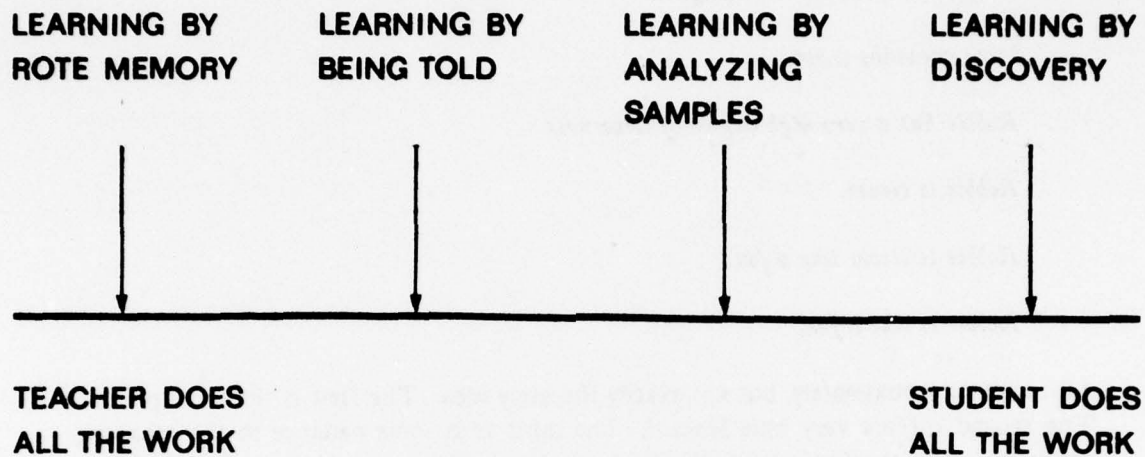 LEARNING BY
ROTE MEMORY
LEARNING BY
BEING TOLD
LEARNING BY
ANALYZING
SAMPLES
LEARNING BY
DISCOVERY
TEACHER DOES
ALL THE WORK
STUDENT DOES
ALL THE WORK